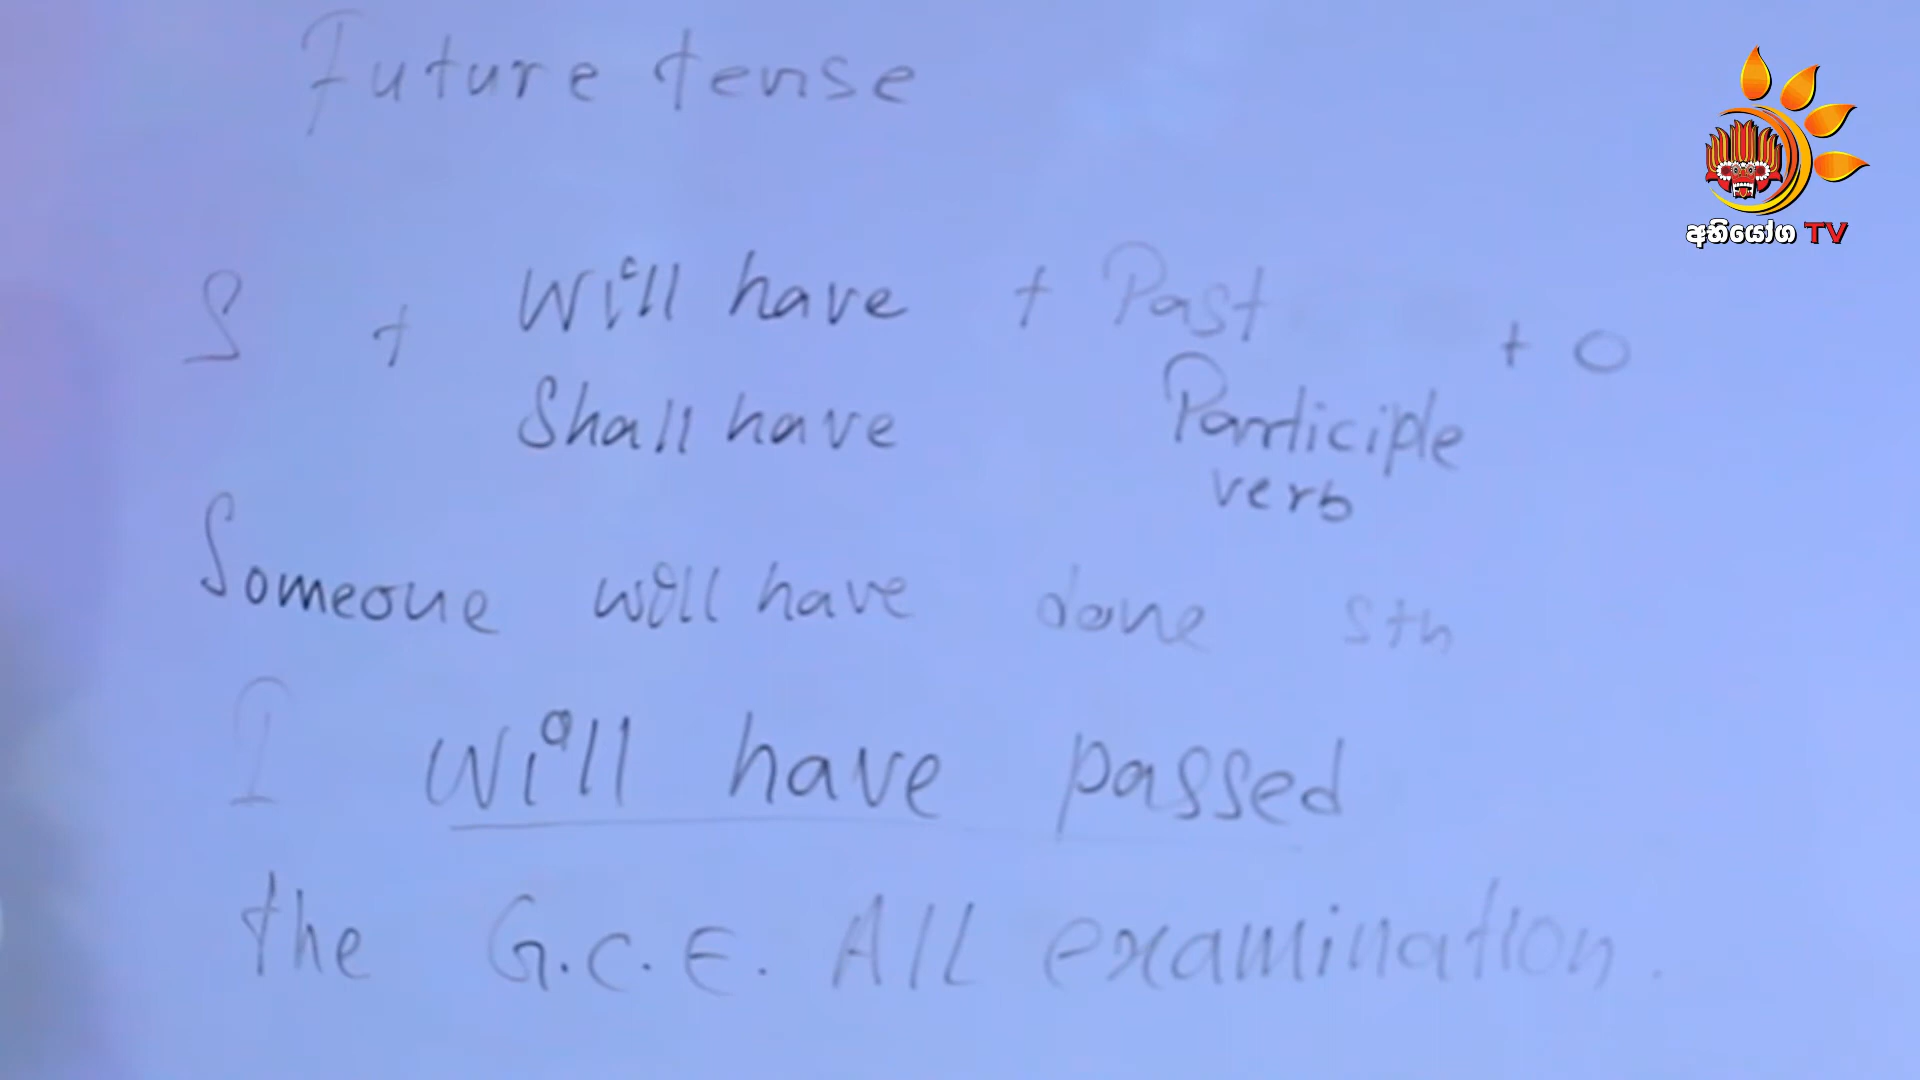 Future tense
අභියෝග TV
S + Will have + Past + O
Shall have Participle
verb
Someone will have done sth
I will have passed
the G.C.E. A/L examination.